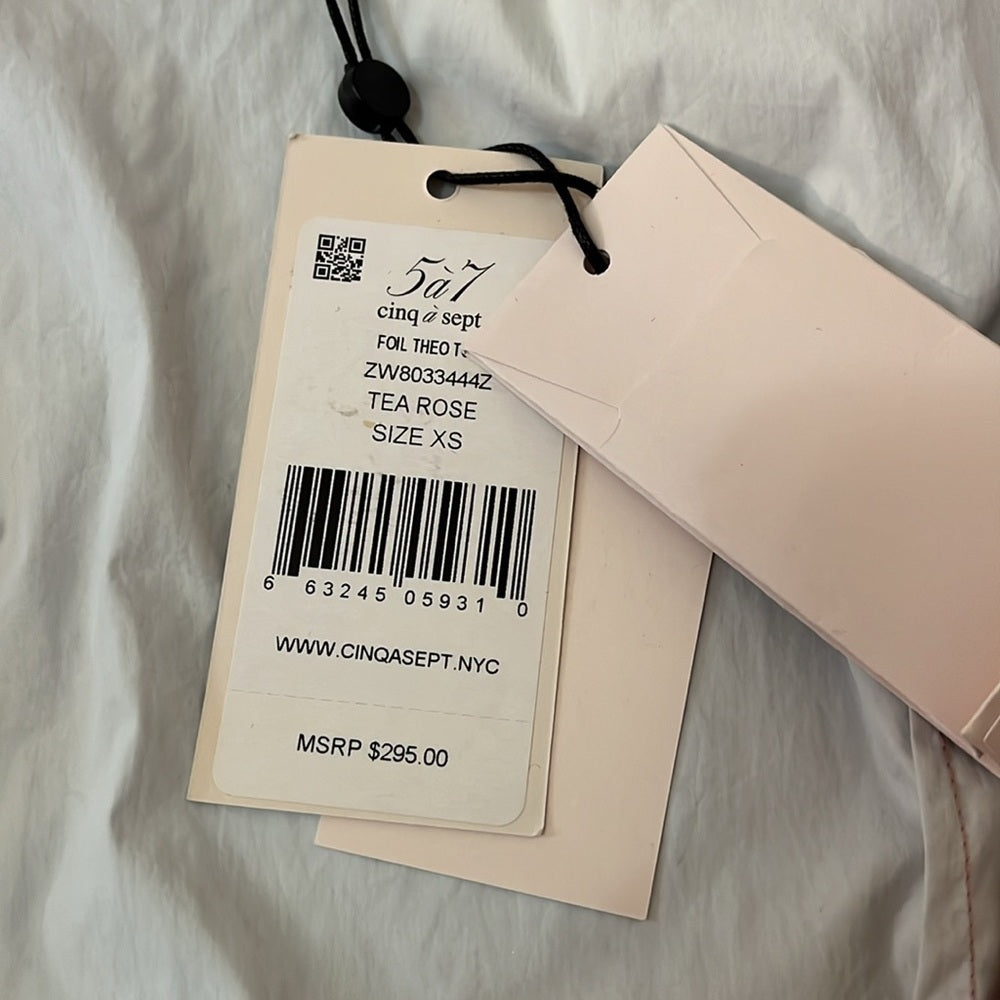 5à7
cinq à sept
FOIL THEO
ZW8033444Z
TEA ROSE
SIZE XS
6 63245 05931 0
WWW.CINQASEPT.NYC
MSRP $295.00